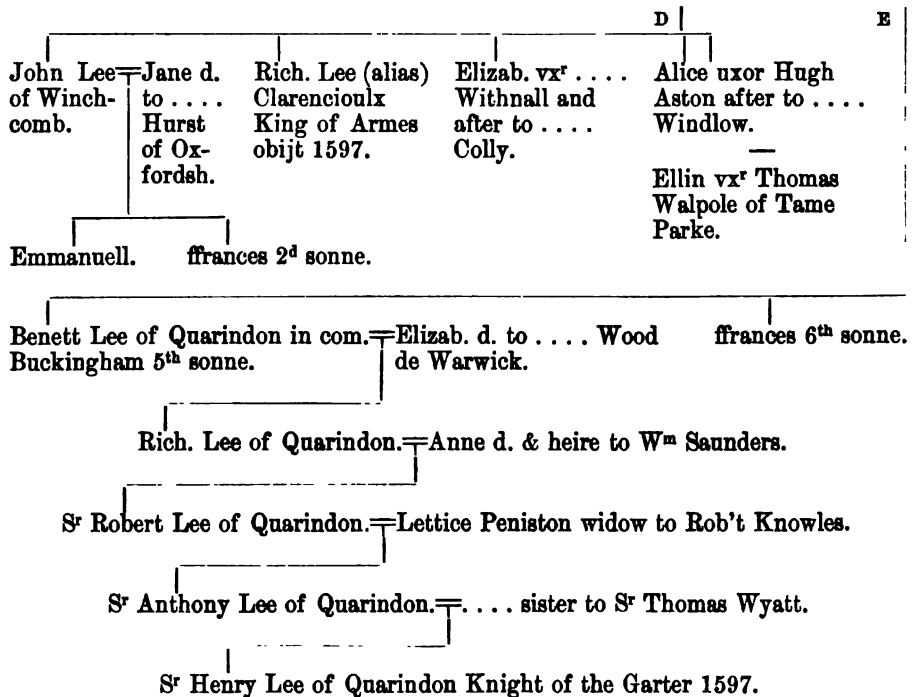 D E
John Lee
of Winch-
comb.
Jane d.
to . . . .
Hurst
of Ox-
fordsh.
Rich. Lee (alias)
Clarencioulx
King of Armes
obijt 1597.
Elizab. vxʳ . . . .
Withnall and
after to . . . .
Colly.
Alice uxor Hugh
Aston after to . . . .
Windlow.
—
Ellin vxʳ Thomas
Walpole of Tame
Parke.
Emmanuell. ffrances 2ᵈ sonne.
Benett Lee of Quarindon in com.
Buckingham 5ᵗʰ sonne.
Elizab. d. to . . . . Wood
de Warwick.
ffrances 6ᵗʰ sonne.
Rich. Lee of Quarindon. Anne d. & heire to Wᵐ Saunders.
Sʳ Robert Lee of Quarindon. Lettice Peniston widow to Rob't Knowles.
Sʳ Anthony Lee of Quarindon. . . . . sister to Sʳ Thomas Wyatt.
Sʳ Henry Lee of Quarindon Knight of the Garter 1597.